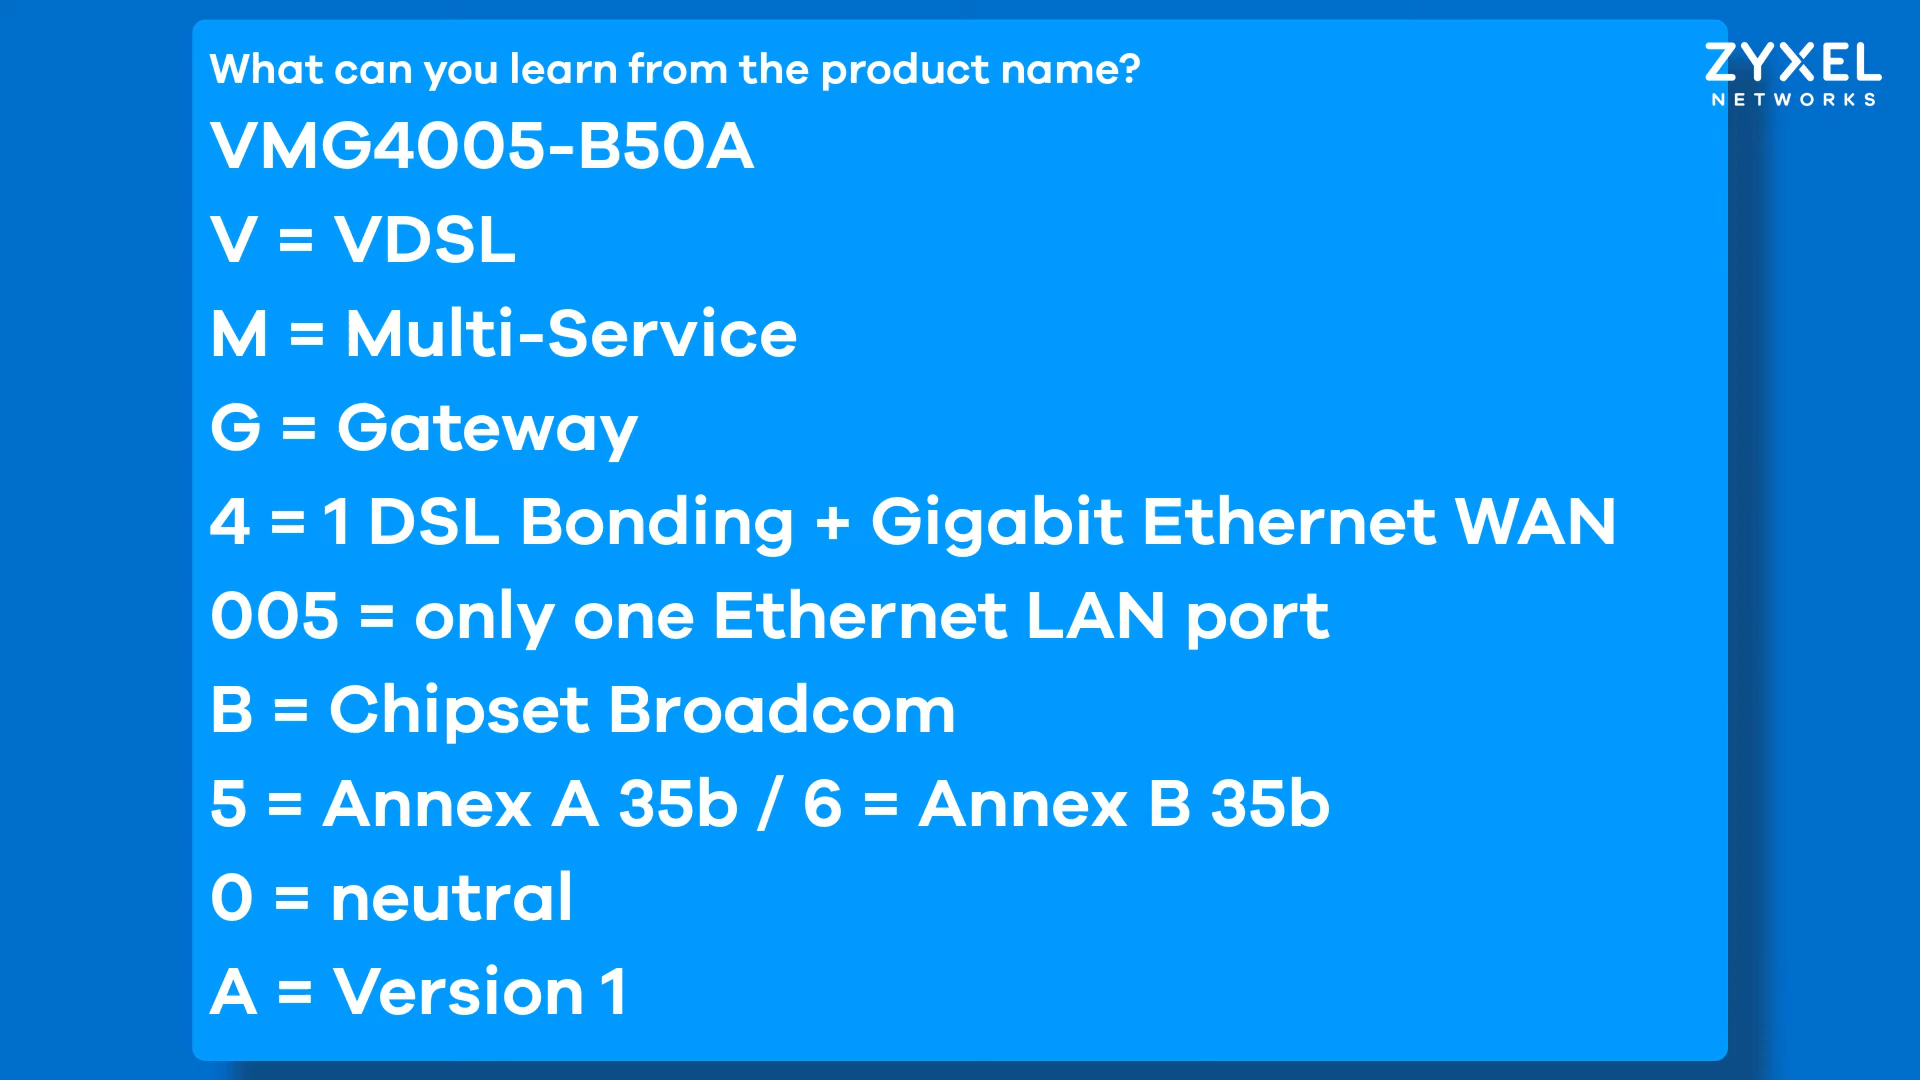 What can you learn from the product name?
ZYXEL
NETWORKS
VMG4005-B50A
V = VDSL
M = Multi-Service
G = Gateway
4 = 1 DSL Bonding + Gigabit Ethernet WAN
005 = only one Ethernet LAN port
B = Chipset Broadcom
5 = Annex A 35b / 6 = Annex B 35b
0 = neutral
A = Version 1